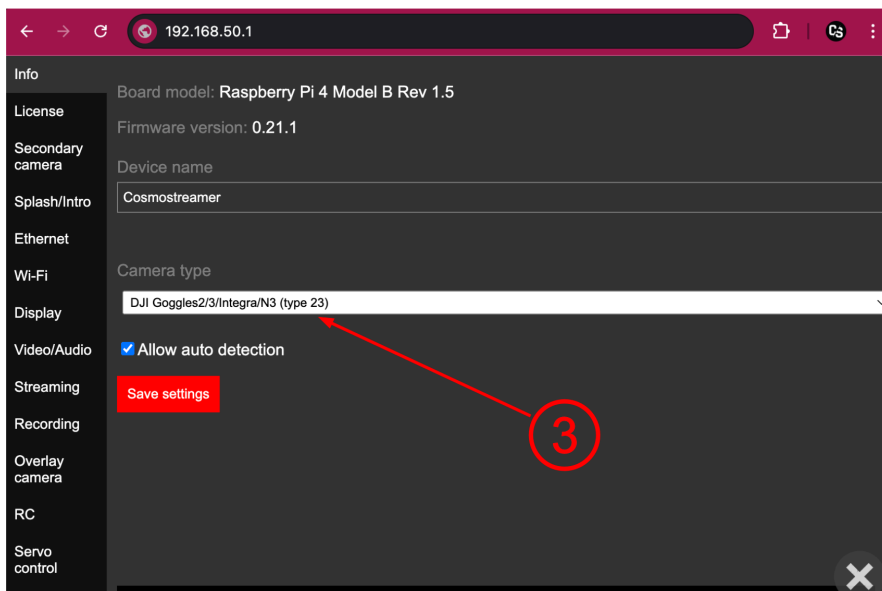 192.168.50.1
Cs
Info
License
Secondary
camera
Splash/Intro
Ethernet
Wi-Fi
Display
Video/Audio
Streaming
Recording
Overlay
camera
RC
Servo
control
Board model: Raspberry Pi 4 Model B Rev 1.5
Firmware version: 0.21.1
Device name
Cosmostreamer
Camera type
DJI Goggles2/3/Integra/N3 (type 23)
Allow auto detection
Save settings
3